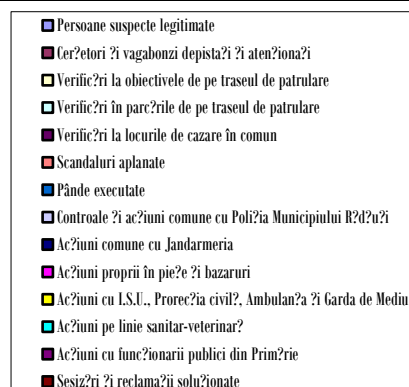 Persoane suspecte legitimate
Cer?etori ?i vagabonzi depista?i ?i aten?iona?i
Verific?ri la obiectivele de pe traseul de patrulare
Verific?ri în parc?rile de pe traseul de patrulare
Verific?ri la locurile de cazare în comun
Scandaluri aplanate
Pânde executate
Controale ?i ac?iuni comune cu Poli?ia Municipiului R?d?u?i
Ac?iuni comune cu Jandarmeria
Ac?iuni proprii în pie?e ?i bazaruri
Ac?iuni cu I.S.U., Prorec?ia civil?, Ambulan?a ?i Garda de Mediu
Ac?iuni pe linie sanitar-veterinar?
Ac?iuni cu func?ionarii publici din Prim?rie
Sesiz?ri ?i reclama?ii solu?ionate